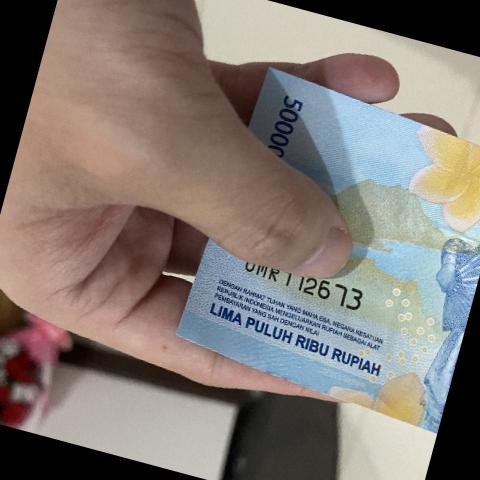 50000
UMR112673
DENGAN RAHMAT TUHAN YANG MAHA ESA, NEGARA KESATUAN
REPUBLIK INDONESIA MENGELUARKAN RUPIAH SEBAGAI ALAT
PEMBAYARAN YANG SAH DENGAN NILAI
LIMA PULUH RIBU RUPIAH